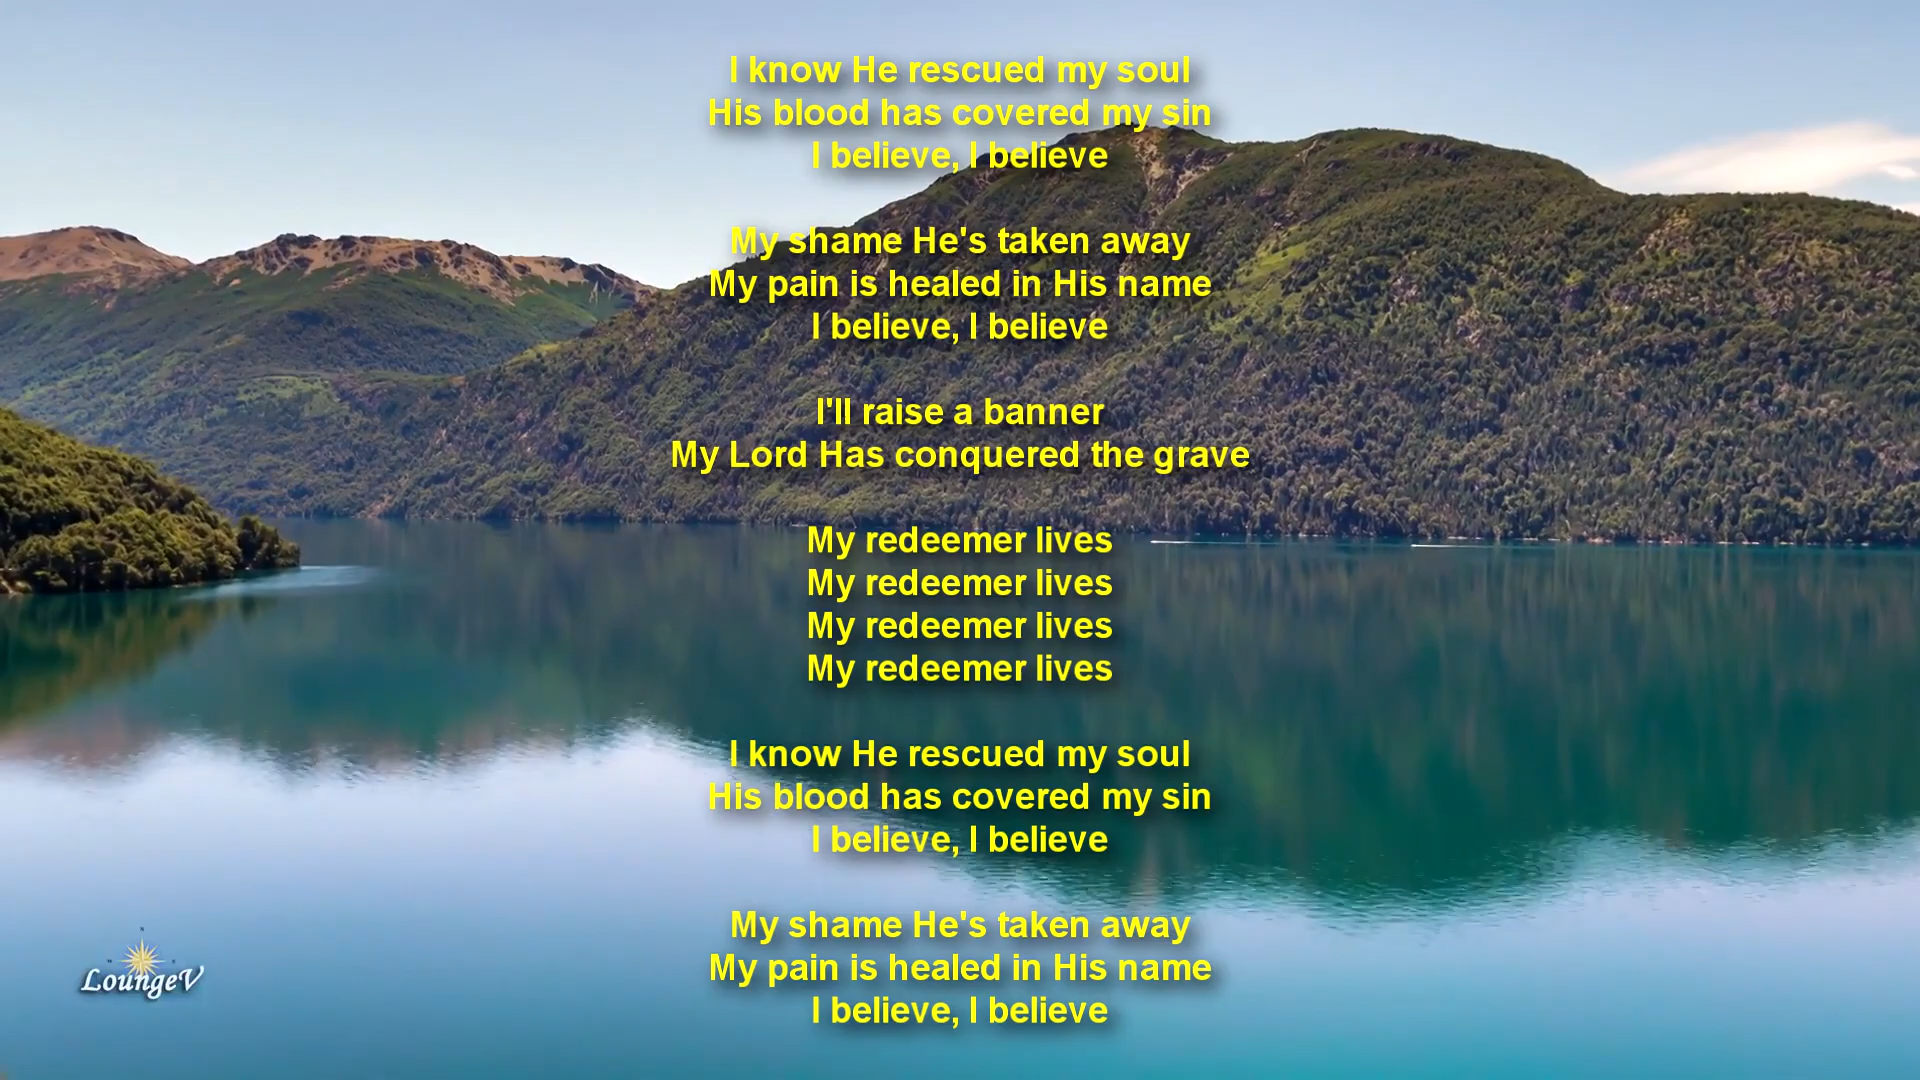 I know He rescued my soul
His blood has covered my sin
I believe, I believe
My shame He's taken away
My pain is healed in His name
I believe, I believe
I'll raise a banner
My Lord Has conquered the grave
My redeemer lives
My redeemer lives
My redeemer lives
My redeemer lives
I know He rescued my soul
His blood has covered my sin
I believe, I believe
My shame He's taken away
My pain is healed in His name
I believe, I believe
LoungeV